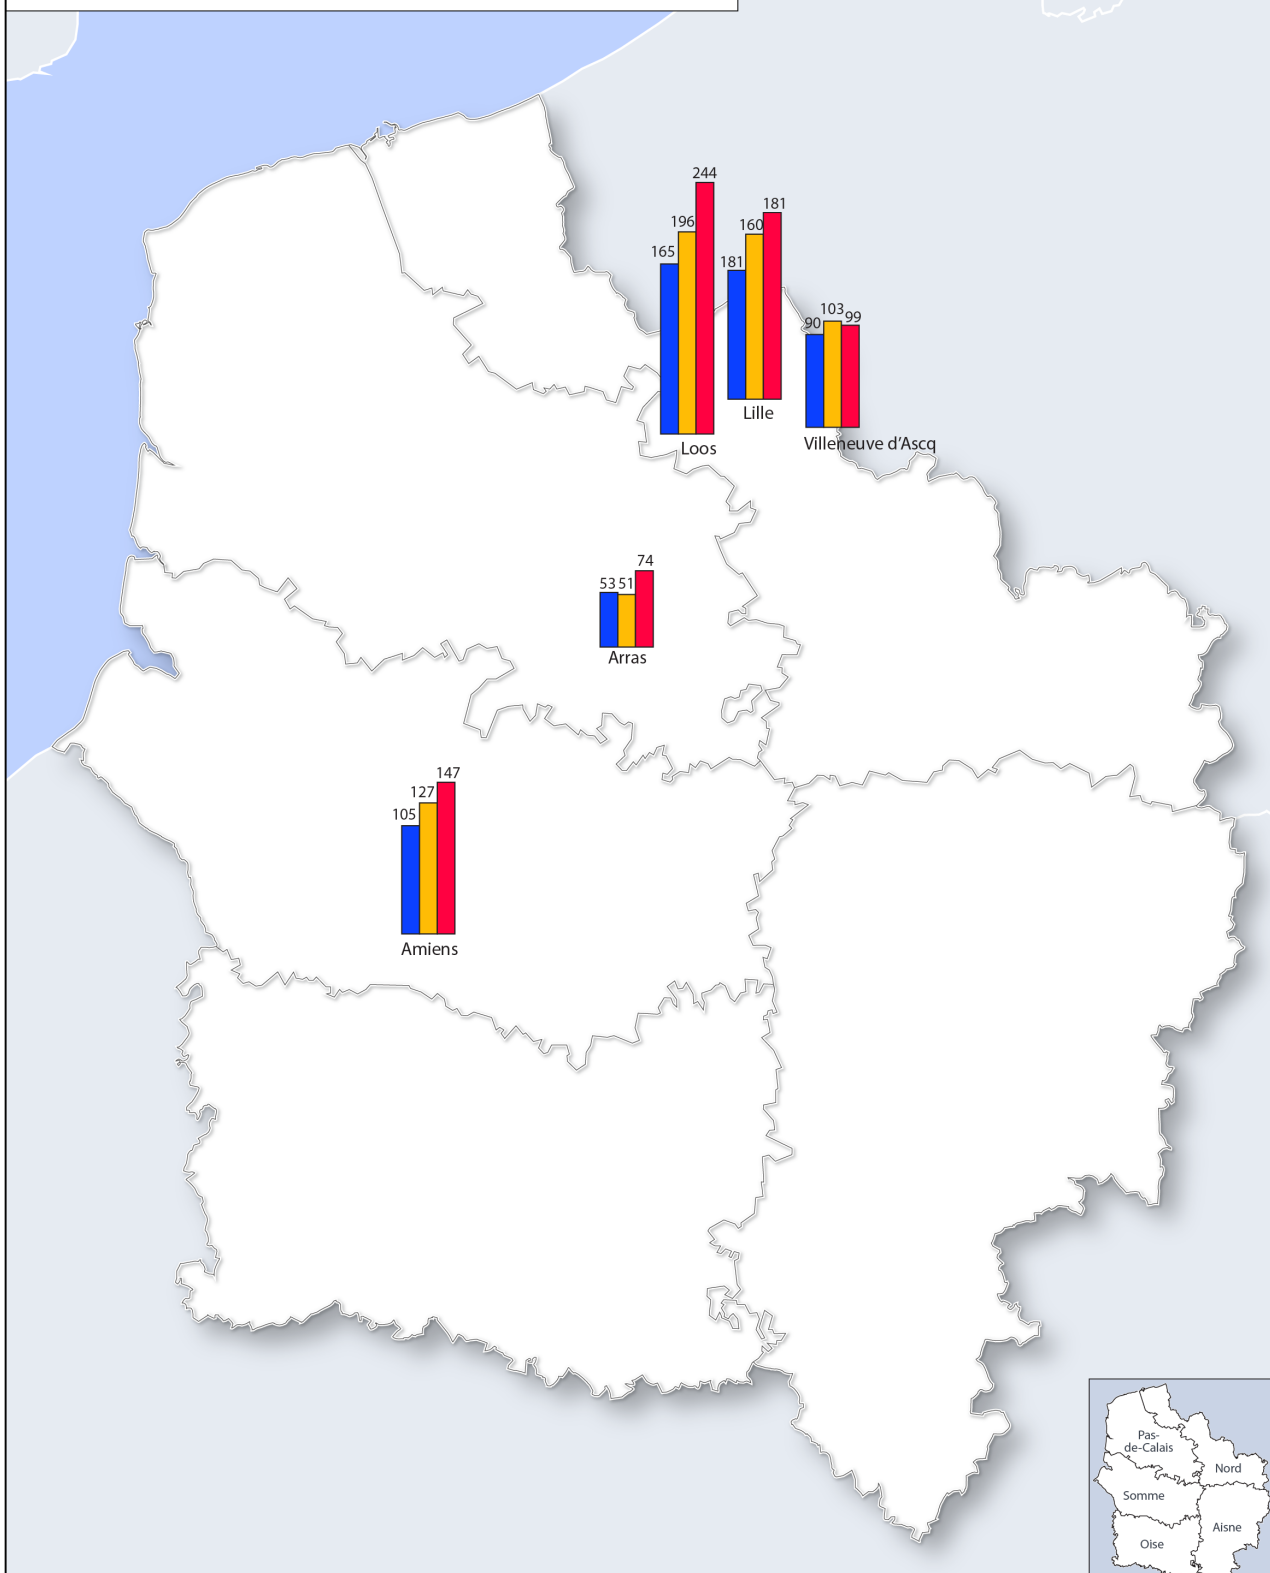 244
181
196
160
165
181
103
90
99
Lille
Villeneuve d’Ascq
Loos
74
53
51
Arras
147
127
105
Amiens
Pas-
de-Calais
Nord
Somme
Aisne
Oise